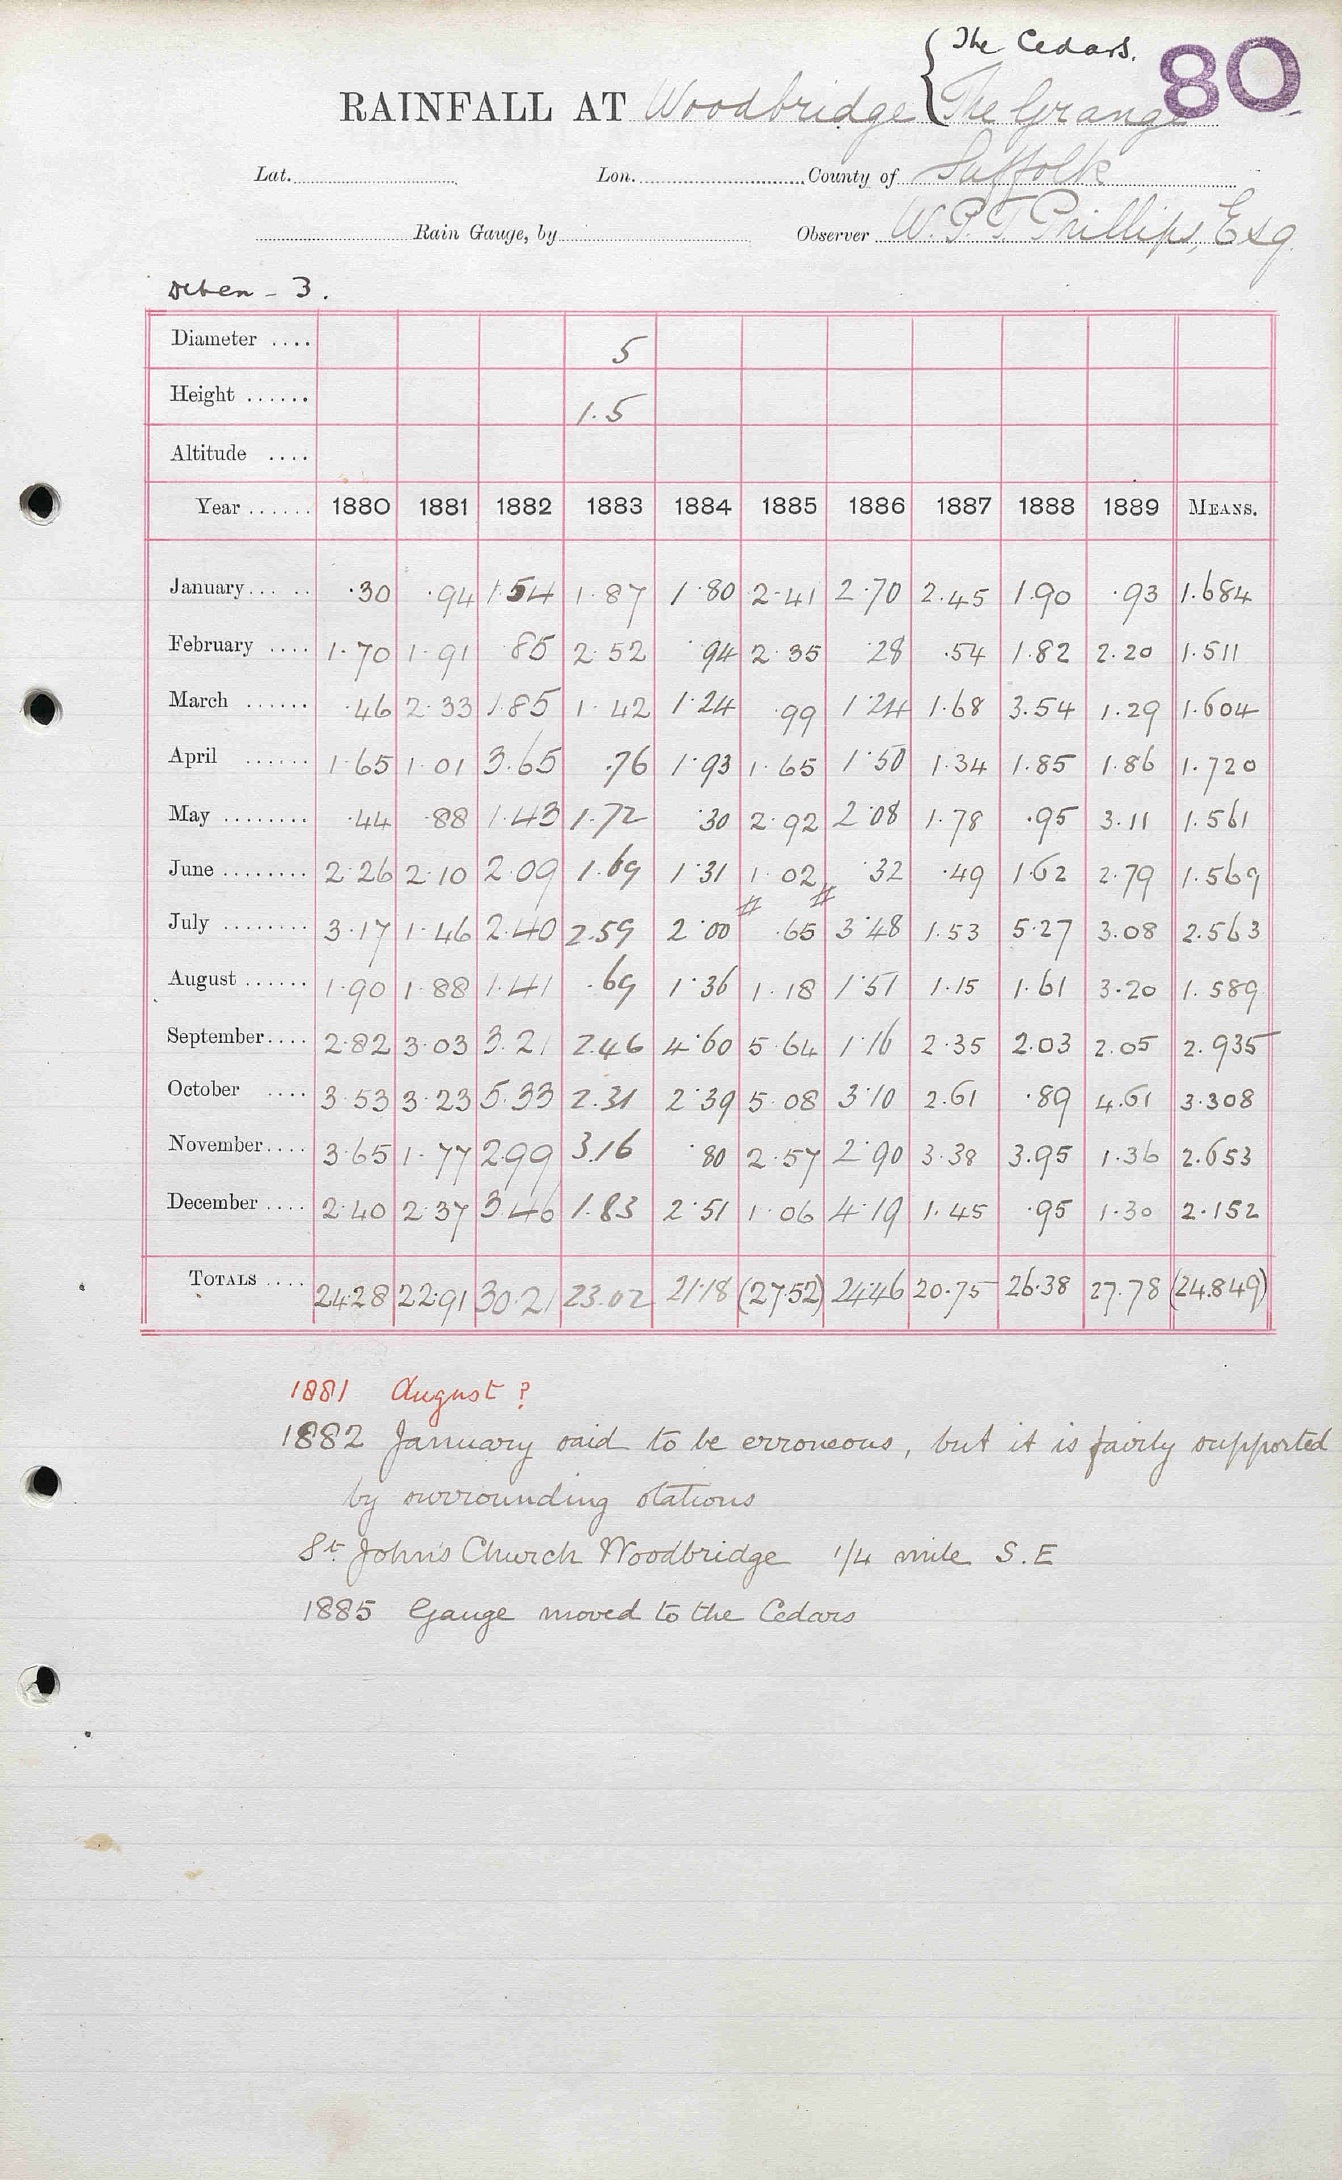 The Cedars.
80
RAINFALL AT Woodbridge { The Grange
Lat. Lon. County of Suffolk
Rain Gauge, by Observer W. P. T. Phillips, Esq
Deben - 3.
Diameter .... 5
Height ...... 1.5
Altitude ....
Year ...... 1880 1881 1882 1883 1884 1885 1886 1887 1888 1889 MEANS.
January ... .. ·30 ·94 1·54 1·87 1·80 2·41 2·70 2.45 1.90 ·93 1.684
February .... 1·70 1·91 ·85 2·52 ·94 2·35 ·28 ·54 1.82 2.20 1.511
March ...... ·46 2·33 1·85 1·42 1·24 ·99 1·24 1.68 3.54 1.29 1.604
April ...... 1·65 1·01 3.65 .76 1·93 1·65 1·50 1.34 1.85 1.86 1.720
May ........ ·44 ·88 1·43 1.72 ·30 2·92 2·08 1.78 ·95 3.11 1.561
June ........ 2·26 2·10 2·09 1.69 1·31 1·02 ·32 ·49 1·62 2.79 1.569
July ........ 3·17 1·46 2·40 2.59 2·00 # ·65 # 3·48 1.53 5·27 3.08 2.563
August ...... 1·90 1·88 1·41 ·69 1·36 1·18 1·51 1·15 1·61 3·20 1.589
September .... 2·82 3·03 3·21 2.46 4·60 5·64 1·16 2·35 2.03 2.05 2.935
October .... 3·53 3·23 5·33 2.31 2·39 5·08 3·10 2.61 ·89 4.61 3.308
November .... 3·65 1·77 2.99 3.16 ·80 2·57 2·90 3·38 3.95 1.36 2.653
December .... 2·40 2·37 3·46 1.83 2·51 1·06 4·19 1.45 ·95 1·30 2·152
TOTALS .... 24·28 22·91 30·21 23.02 21·18 (27·52) 24·46 20·75 26·38 27.78 (24.849)
1881 August ?
1882 January said to be erroneous, but it is fairly supported
by surrounding stations
St. John's Church Woodbridge 1/4 mile S.E
1885 Gauge moved to the Cedars